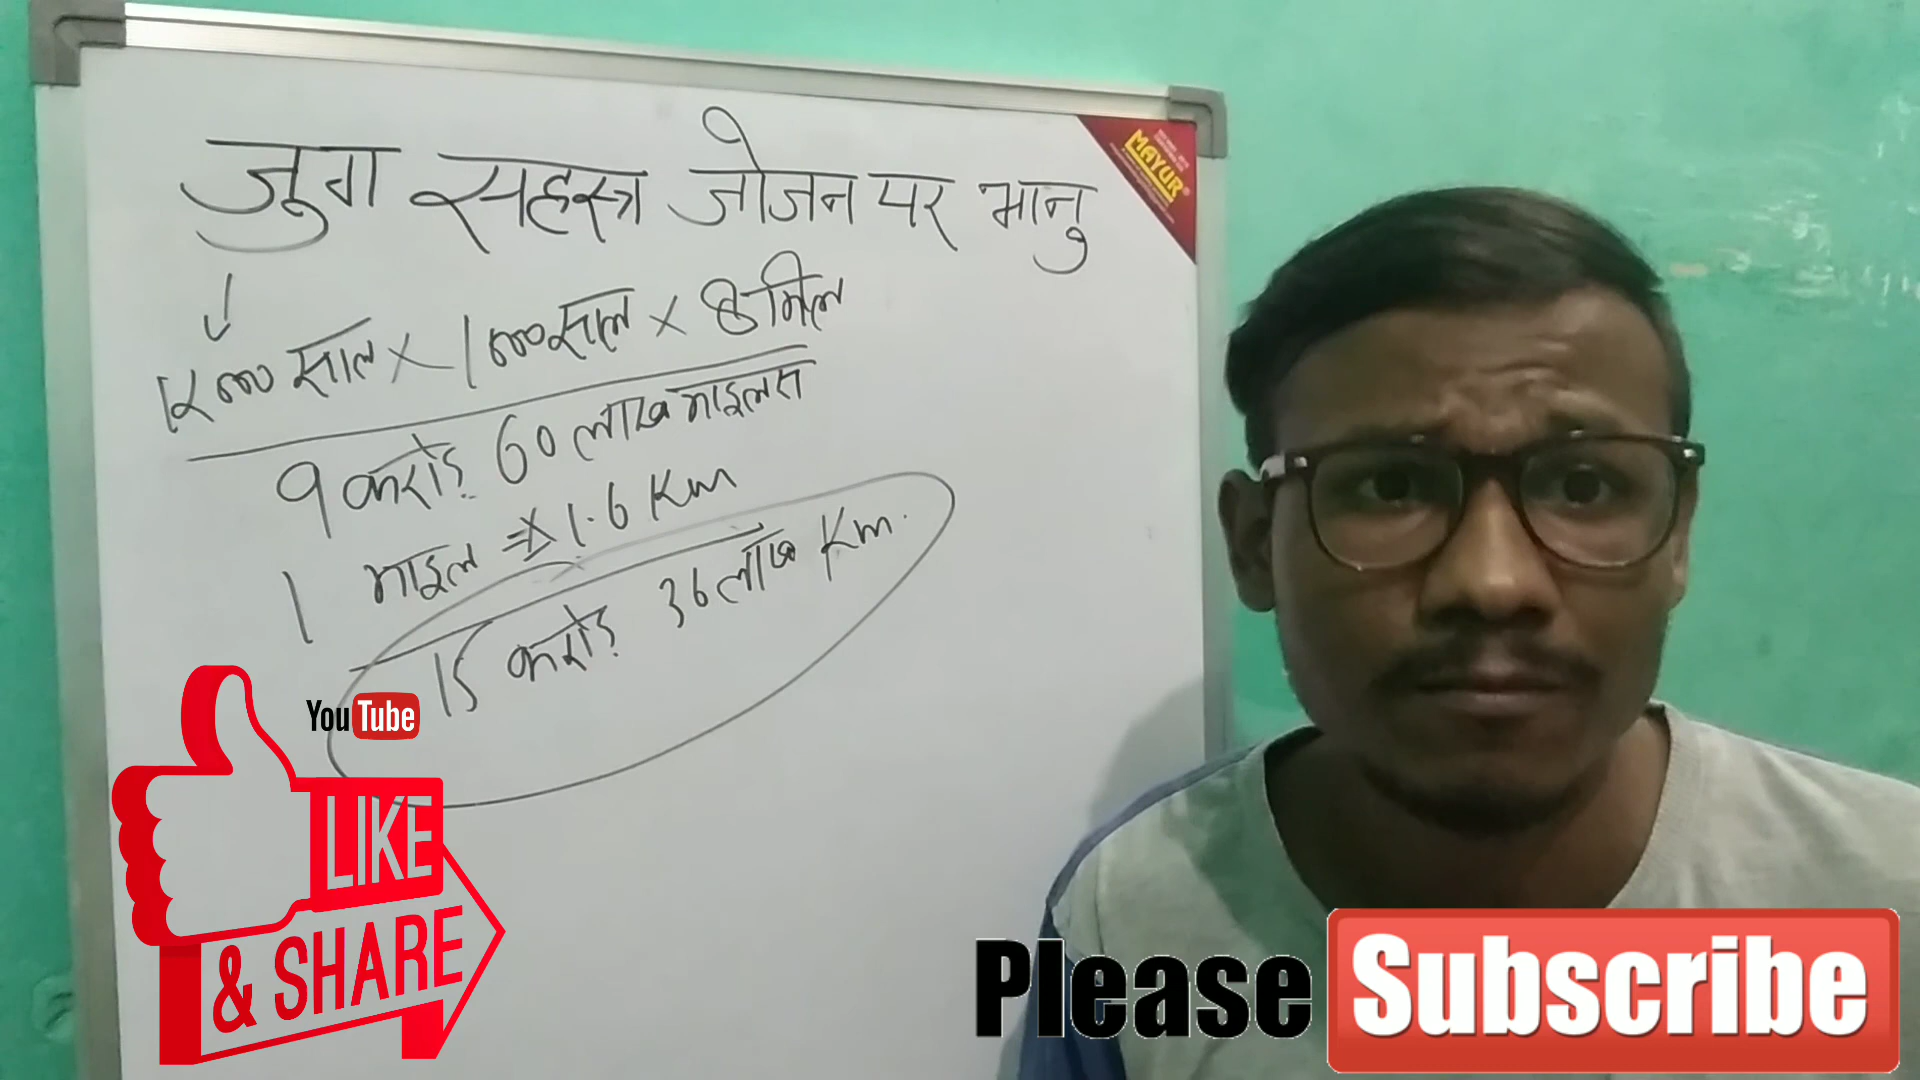 जुग सहस्त्र जोजन पर भानु
12000 साल x 1000 साल x 8 मिल
9 करोड़ 60 लाख माइलस
1 माइल => 1.6 Km
15 करोड़ 36 लाख Km.
MAYUR
YouTube
LIKE
& SHARE
Please Subscribe